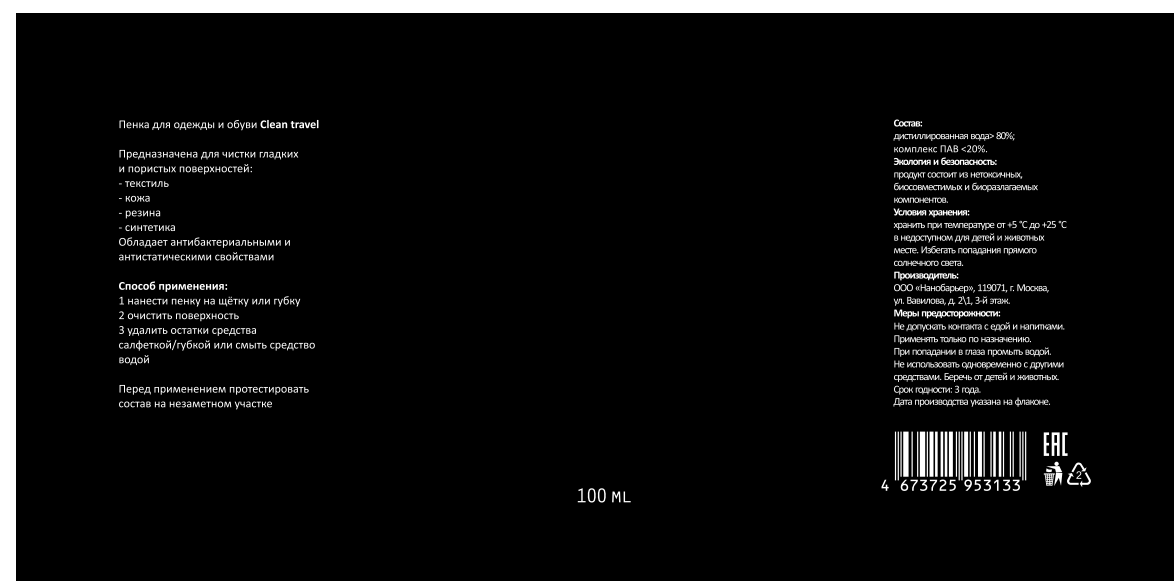 Пенка для одежды и обуви Clean travel
Предназначена для чистки гладких
и пористых поверхностей:
- текстиль
- кожа
- резина
- синтетика
Обладает антибактериальными и
антистатическими свойствами
Способ применения:
1 нанести пенку на щётку или губку
2 очистить поверхность
3 удалить остатки средства
салфеткой/губкой или смыть средство
водой
Перед применением протестировать
состав на незаметном участке
100 ML
Состав:
дистиллированная вода> 80%;
комплекс ПАВ <20%.
Экология и безопасность:
продукт состоит из нетоксичных,
биосовместимых и биоразлагаемых
компонентов.
Условия хранения:
хранить при температуре от +5 °С до +25 °С
в недоступном для детей и животных
месте. Избегать попадания прямого
солнечного света.
Производитель:
ООО «Нанобарьер», 119071, г. Москва,
ул. Вавилова, д. 2\1, 3-й этаж.
Меры предосторожности:
Не допускать контакта с едой и напитками.
Применять только по назначению.
При попадании в глаза промыть водой.
Не использовать одновременно с другими
средствами. Беречь от детей и животных.
Срок годности: 3 года.
Дата производства указана на флаконе.
EAC
2
4 673725 953133